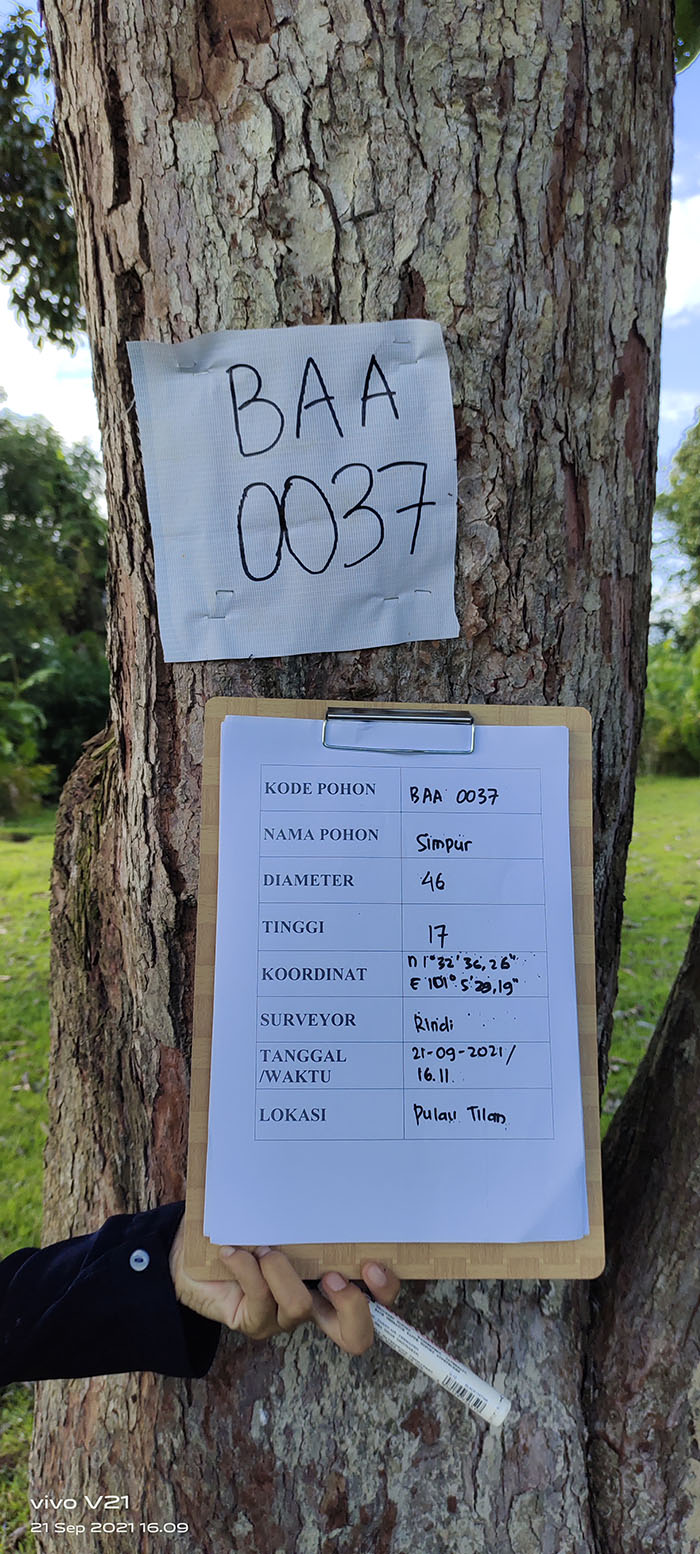 BAA
0037
KODE POHON BAA 0037
NAMA POHON Simpur
DIAMETER 46
TINGGI 17
KOORDINAT N 1° 32' 36,26"
E 101° 5' 29,19"
SURVEYOR Rindi
TANGGAL 21-09-2021/
/WAKTU 16.11
LOKASI Pulau Tilan
vivo V21
21 Sep 2021 16.09